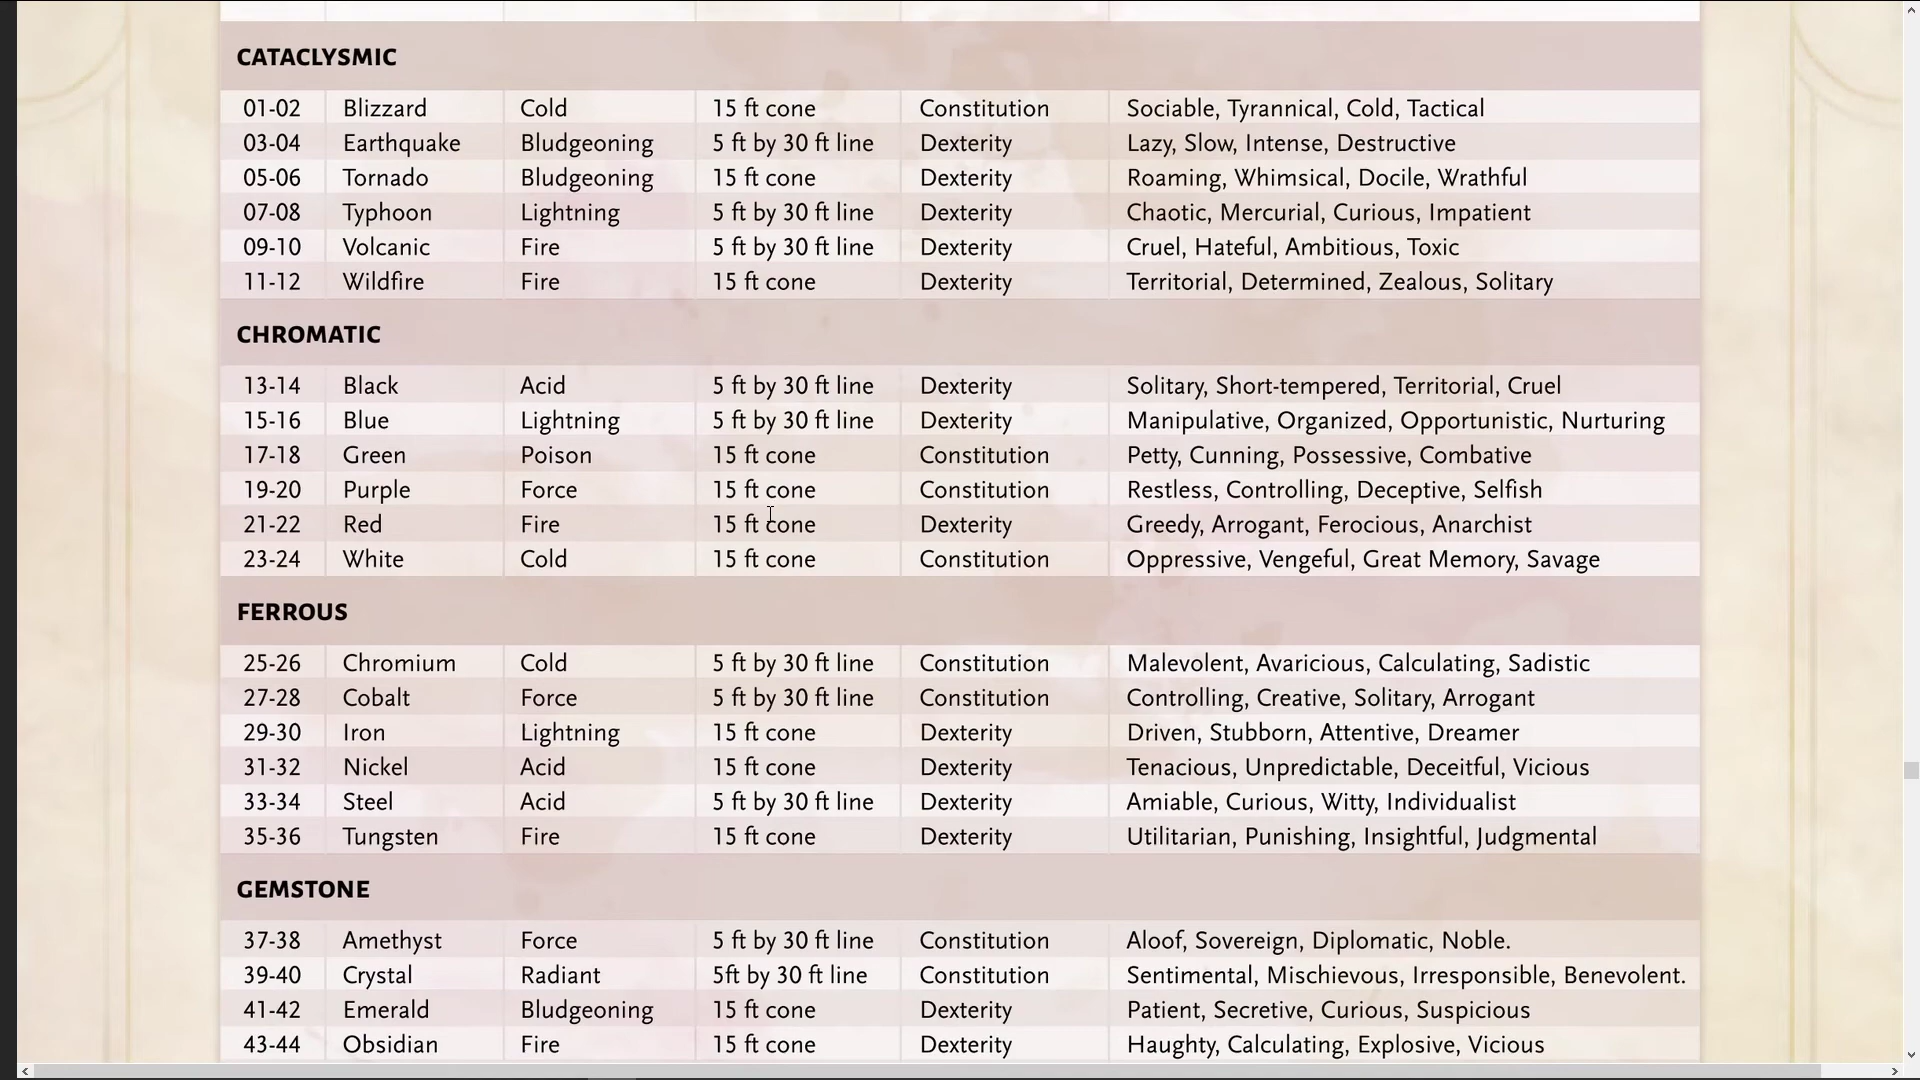 CATACLYSMIC
01-02 Blizzard Cold 15 ft cone Constitution Sociable, Tyrannical, Cold, Tactical
03-04 Earthquake Bludgeoning 5 ft by 30 ft line Dexterity Lazy, Slow, Intense, Destructive
05-06 Tornado Bludgeoning 15 ft cone Dexterity Roaming, Whimsical, Docile, Wrathful
07-08 Typhoon Lightning 5 ft by 30 ft line Dexterity Chaotic, Mercurial, Curious, Impatient
09-10 Volcanic Fire 5 ft by 30 ft line Dexterity Cruel, Hateful, Ambitious, Toxic
11-12 Wildfire Fire 15 ft cone Dexterity Territorial, Determined, Zealous, Solitary
CHROMATIC
13-14 Black Acid 5 ft by 30 ft line Dexterity Solitary, Short-tempered, Territorial, Cruel
15-16 Blue Lightning 5 ft by 30 ft line Dexterity Manipulative, Organized, Opportunistic, Nurturing
17-18 Green Poison 15 ft cone Constitution Petty, Cunning, Possessive, Combative
19-20 Purple Force 15 ft cone Constitution Restless, Controlling, Deceptive, Selfish
21-22 Red Fire 15 ft cone Dexterity Greedy, Arrogant, Ferocious, Anarchist
23-24 White Cold 15 ft cone Constitution Oppressive, Vengeful, Great Memory, Savage
FERROUS
25-26 Chromium Cold 5 ft by 30 ft line Constitution Malevolent, Avaricious, Calculating, Sadistic
27-28 Cobalt Force 5 ft by 30 ft line Constitution Controlling, Creative, Solitary, Arrogant
29-30 Iron Lightning 15 ft cone Dexterity Driven, Stubborn, Attentive, Dreamer
31-32 Nickel Acid 15 ft cone Dexterity Tenacious, Unpredictable, Deceitful, Vicious
33-34 Steel Acid 5 ft by 30 ft line Dexterity Amiable, Curious, Witty, Individualist
35-36 Tungsten Fire 15 ft cone Dexterity Utilitarian, Punishing, Insightful, Judgmental
GEMSTONE
37-38 Amethyst Force 5 ft by 30 ft line Constitution Aloof, Sovereign, Diplomatic, Noble.
39-40 Crystal Radiant 5ft by 30 ft line Constitution Sentimental, Mischievous, Irresponsible, Benevolent.
41-42 Emerald Bludgeoning 15 ft cone Dexterity Patient, Secretive, Curious, Suspicious
43-44 Obsidian Fire 15 ft cone Dexterity Haughty, Calculating, Explosive, Vicious